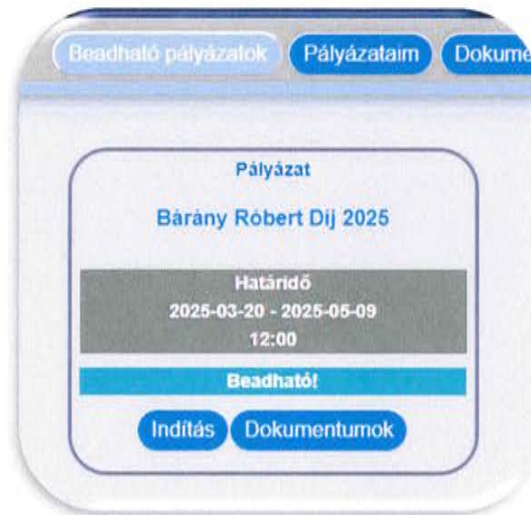 Beadható pályázatok Pályázataim Dokume
Pályázat
Bárány Róbert Díj 2025
Határidő
2025-03-20 - 2025-05-09
12:00
Beadható!
Indítás Dokumentumok